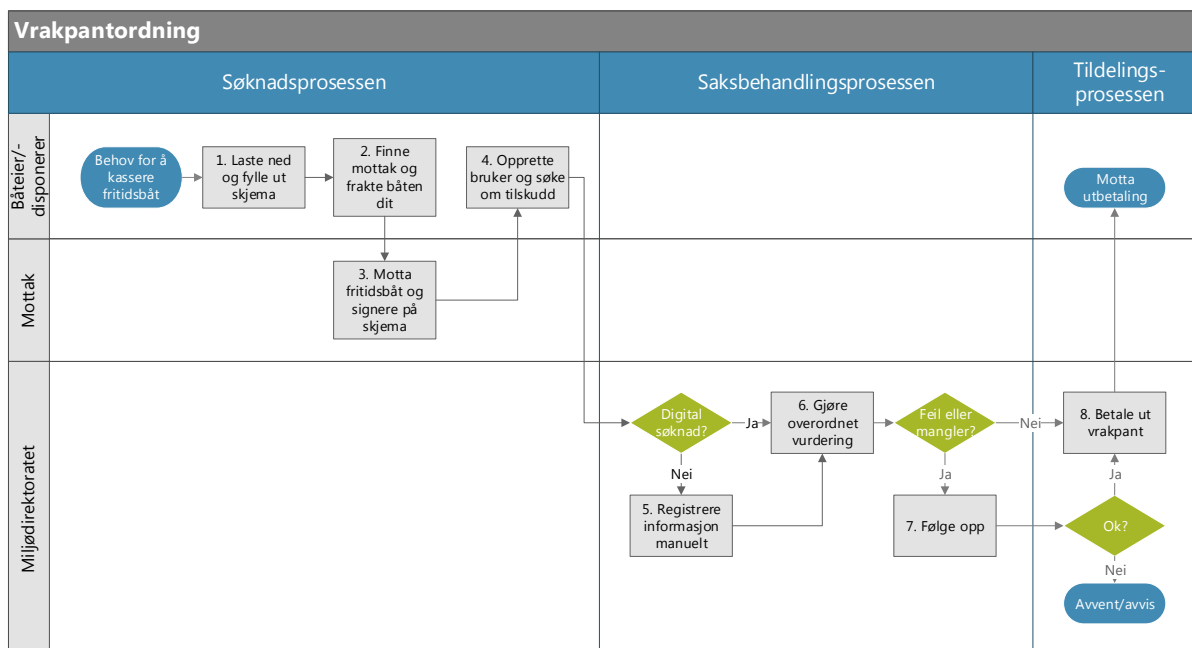 Vrakpantordning
Søknadsprosessen
Saksbehandlingsprosessen
Tildelings-
prosessen
Båteier/-
disponerer
Behov for å
kassere
fritidsbåt
1. Laste ned
og fylle ut
skjema
2. Finne
mottak og
frakte båten
dit
4. Opprette
bruker og søke
om tilskudd
Motta
utbetaling
Mottak
3. Motta
fritidsbåt og
signere på
skjema
Miljødirektoratet
Digital
søknad?
Ja
Nei
5. Registrere
informasjon
manuelt
6. Gjøre
overordnet
vurdering
Feil eller
mangler?
Nei
Ja
7. Følge opp
8. Betale ut
vrakpant
Ja
Ok?
Nei
Avvent/avvis